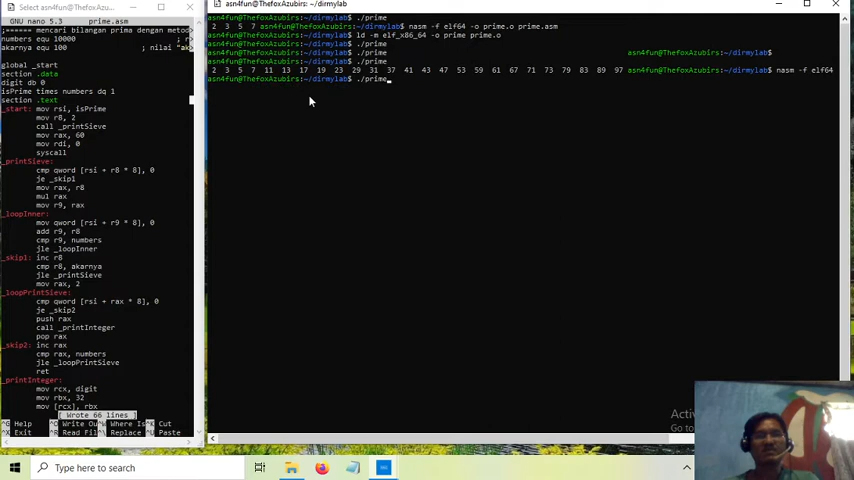 Select asn4fun@ThefoxAzubirs: ~/dirmylab
GNU nano 5.3 prime.asm
;====== mencari bilangan prima dengan metod
numbers equ 10000
akarnya equ 100 ; nilai "ak
global _start
section .data
digit db 0
isPrime times numbers dq 1
section .text
_start: mov rsi, isPrime
mov r8, 2
call _printSieve
mov rax, 60
mov rdi, 0
syscall
_printSieve:
cmp qword [rsi + r8 * 8], 0
je _skip1
mov rax, r8
mul rax
mov r9, rax
_loopInner:
mov qword [rsi + r9 * 8], 0
add r9, r8
cmp r9, numbers
jle _loopInner
_skip1: inc r8
cmp r8, akarnya
jle _printSieve
mov rax, 2
_loopPrintSieve:
cmp qword [rsi + rax * 8], 0
je _skip2
push rax
call _printInteger
pop rax
_skip2: inc rax
cmp rax, numbers
jle _loopPrintSieve
ret
_printInteger:
mov rcx, digit
mov rbx, 32
mov [rcx], rbx
[ Wrote 66 lines ]
^G Help ^O Write Ou ^W Where Is ^K Cut
^X Exit ^R Read Fil ^\ Replace ^U Paste
asn4fun@ThefoxAzubirs: ~/dirmylab
asn4fun@ThefoxAzubirs:~/dirmylab$ ./prime
2 3 5 7 asn4fun@ThefoxAzubirs:~/dirmylab$ nasm -f elf64 -o prime.o prime.asm
asn4fun@ThefoxAzubirs:~/dirmylab$ ld -m elf_x86_64 -o prime prime.o
asn4fun@ThefoxAzubirs:~/dirmylab$ ./prime
asn4fun@ThefoxAzubirs:~/dirmylab$ ./prime asn4fun@ThefoxAzubirs:~/dirmylab$
asn4fun@ThefoxAzubirs:~/dirmylab$ ./prime
2 3 5 7 11 13 17 19 23 29 31 37 41 43 47 53 59 61 67 71 73 79 83 89 97 asn4fun@ThefoxAzubirs:~/dirmylab$ nasm -f elf64
asn4fun@ThefoxAzubirs:~/dirmylab$ ./prime
Activ
Go to
Type here to search